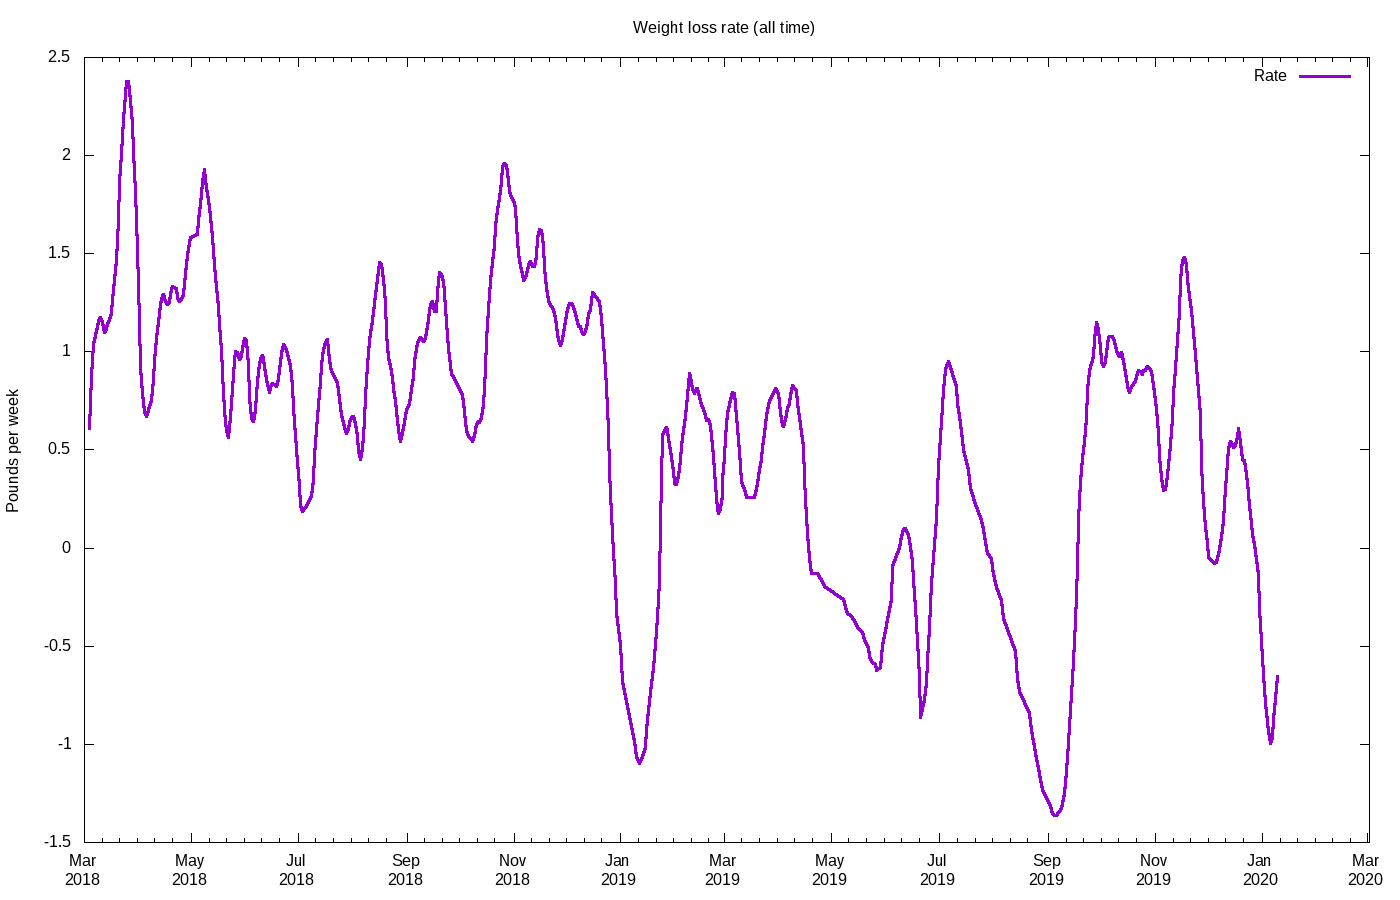 Weight loss rate (all time)
Rate
Pounds per week
2.5
2
1.5
1
0.5
0
-0.5
-1
-1.5
Mar May Jul Sep Nov Jan Mar May Jul Sep Nov Jan Mar
2018 2018 2018 2018 2018 2019 2019 2019 2019 2019 2019 2020 2020